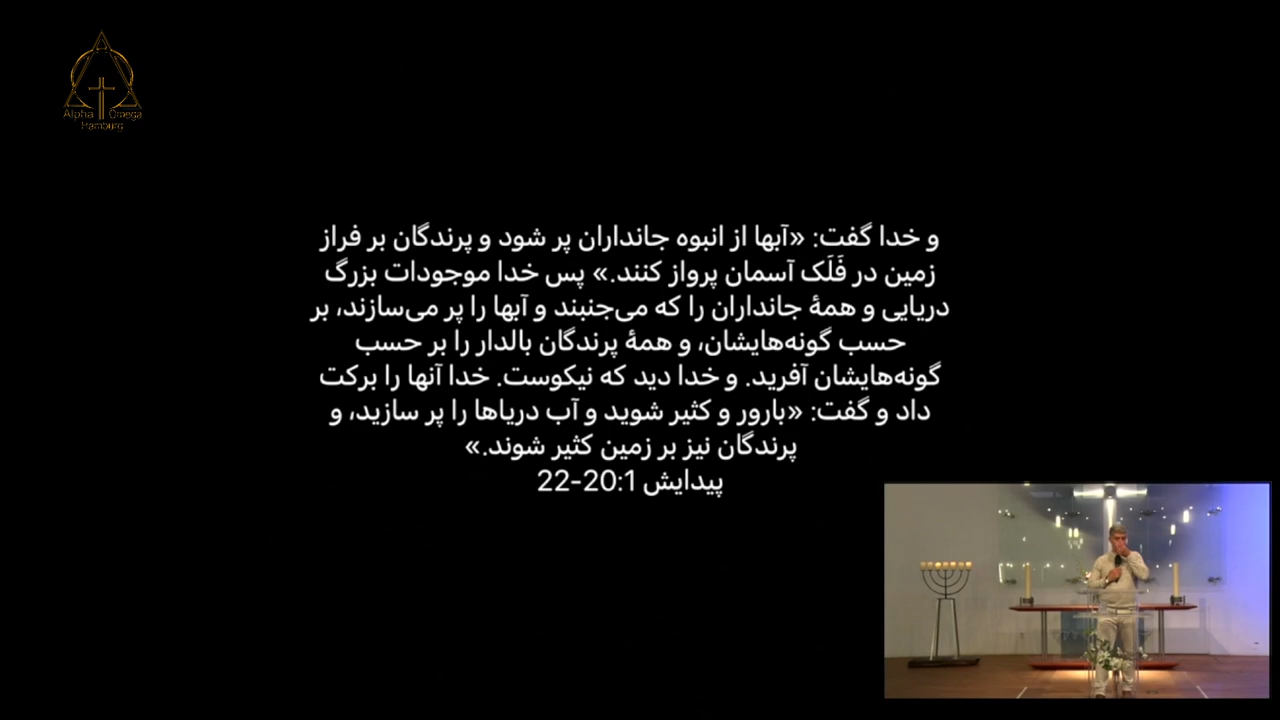 Alpha Omega
Hamburg
و خدا گفت: «آبها از انبوه جانداران پر شود و پرندگان بر فراز
زمین در فَلَک آسمان پرواز کنند.» پس خدا موجودات بزرگ
دریایی و همهٔ جانداران را که می‌جنبند و آبها را پر می‌سازند، بر
حسب گونه‌هایشان، و همهٔ پرندگان بالدار را بر حسب
گونه‌هایشان آفرید. و خدا دید که نیکوست. خدا آنها را برکت
داد و گفت: «بارور و کثیر شوید و آب دریاها را پر سازید، و
پرندگان نیز بر زمین کثیر شوند.»
پیدایش 20:1-22